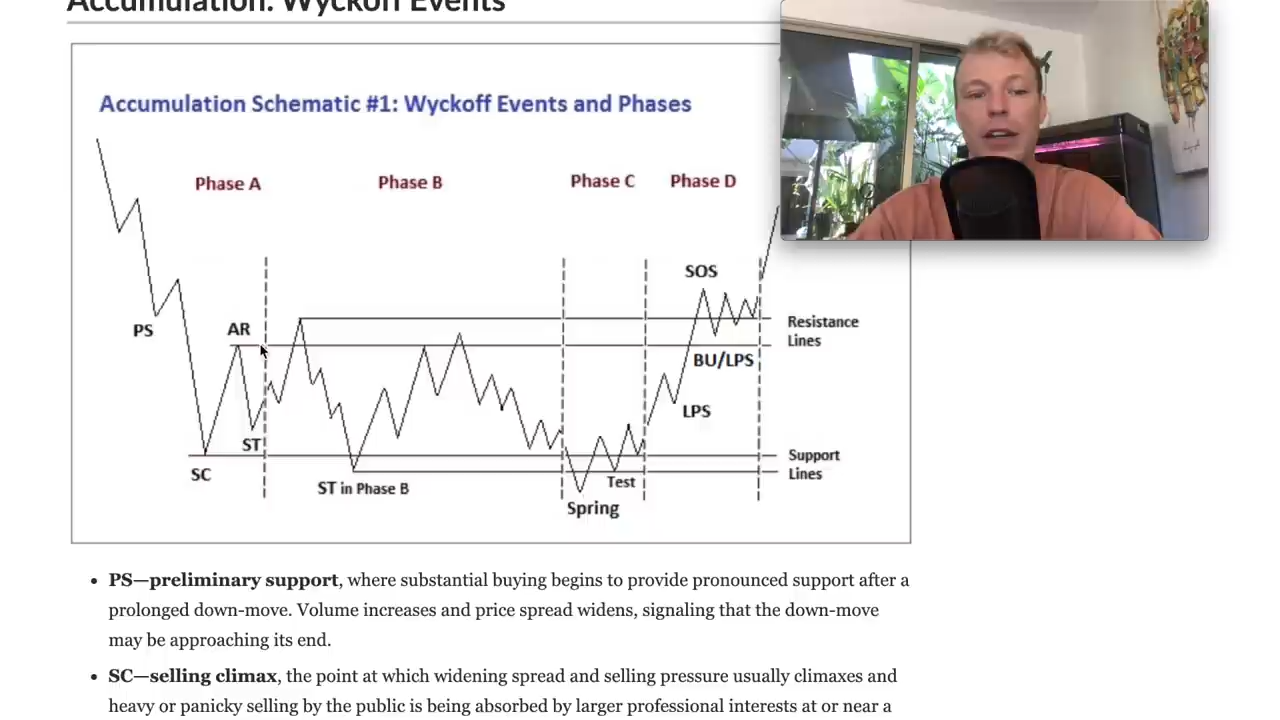 Accumulation: Wyckoff Events
Accumulation Schematic #1: Wyckoff Events and Phases
Phase A
Phase B
Phase C
Phase D
PS
AR
ST
SC
ST in Phase B
Spring
Test
SOS
BU/LPS
LPS
Resistance
Lines
Support
Lines
• PS—preliminary support, where substantial buying begins to provide pronounced support after a
prolonged down-move. Volume increases and price spread widens, signaling that the down-move
may be approaching its end.
• SC—selling climax, the point at which widening spread and selling pressure usually climaxes and
heavy or panicky selling by the public is being absorbed by larger professional interests at or near a